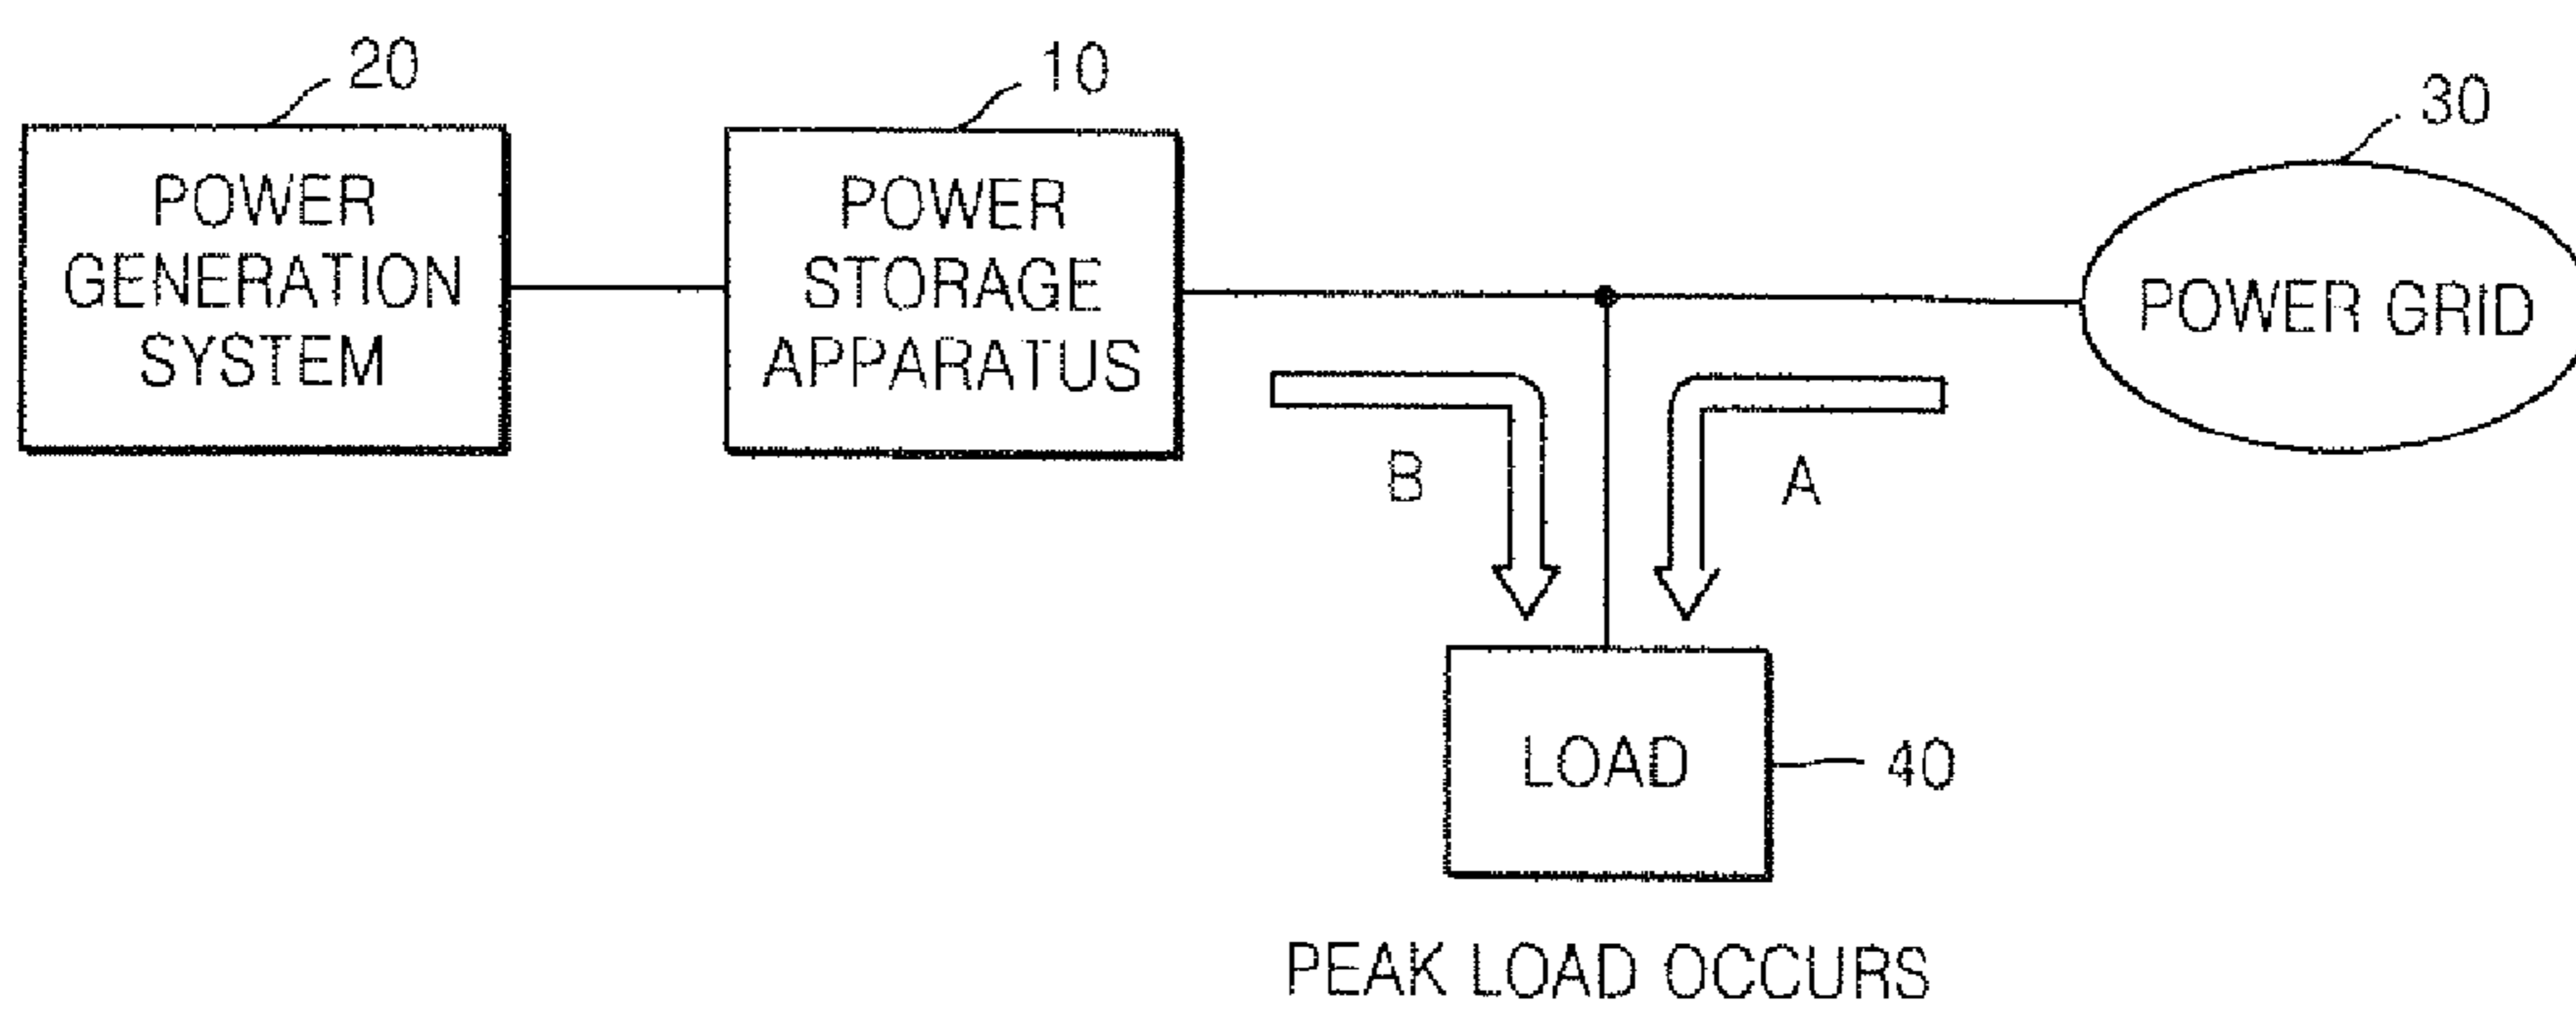 20
10
30
POWER
GENERATION
SYSTEM
POWER
STORAGE
APPARATUS
POWER GRID
B
A
LOAD
40
PEAK LOAD OCCURS